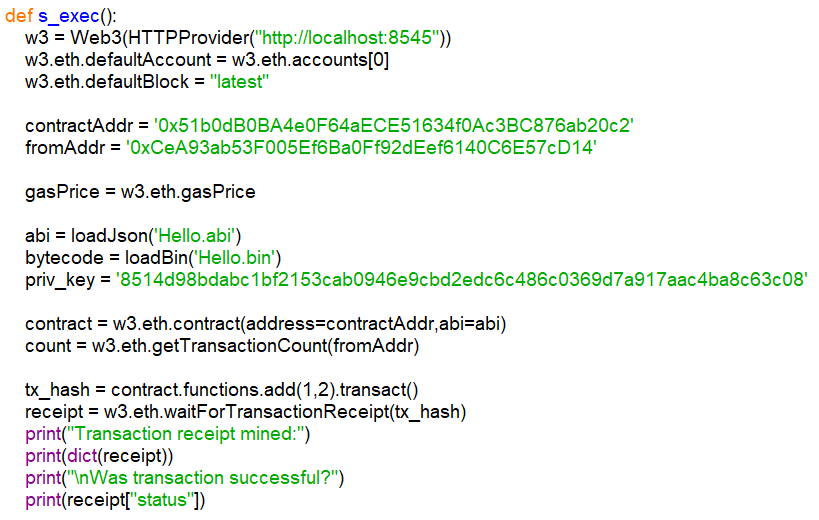 def s_exec():
    w3 = Web3(HTTPProvider("http://localhost:8545"))
    w3.eth.defaultAccount = w3.eth.accounts[0]
    w3.eth.defaultBlock = "latest"

    contractAddr = '0x51b0dB0BA4e0F64aECE51634f0Ac3BC876ab20c2'
    fromAddr = '0xCeA93ab53F005Ef6Ba0Ff92dEef6140C6E57cD14'

    gasPrice = w3.eth.gasPrice

    abi = loadJson('Hello.abi')
    bytecode = loadBin('Hello.bin')
    priv_key = '8514d98bdabc1bf2153cab0946e9cbd2edc6c486c0369d7a917aac4ba8c63c08'

    contract = w3.eth.contract(address=contractAddr,abi=abi)
    count = w3.eth.getTransactionCount(fromAddr)

    tx_hash = contract.functions.add(1,2).transact()
    receipt = w3.eth.waitForTransactionReceipt(tx_hash)
    print("Transaction receipt mined:")
    print(dict(receipt))
    print("\nWas transaction successful?")
    print(receipt["status"])